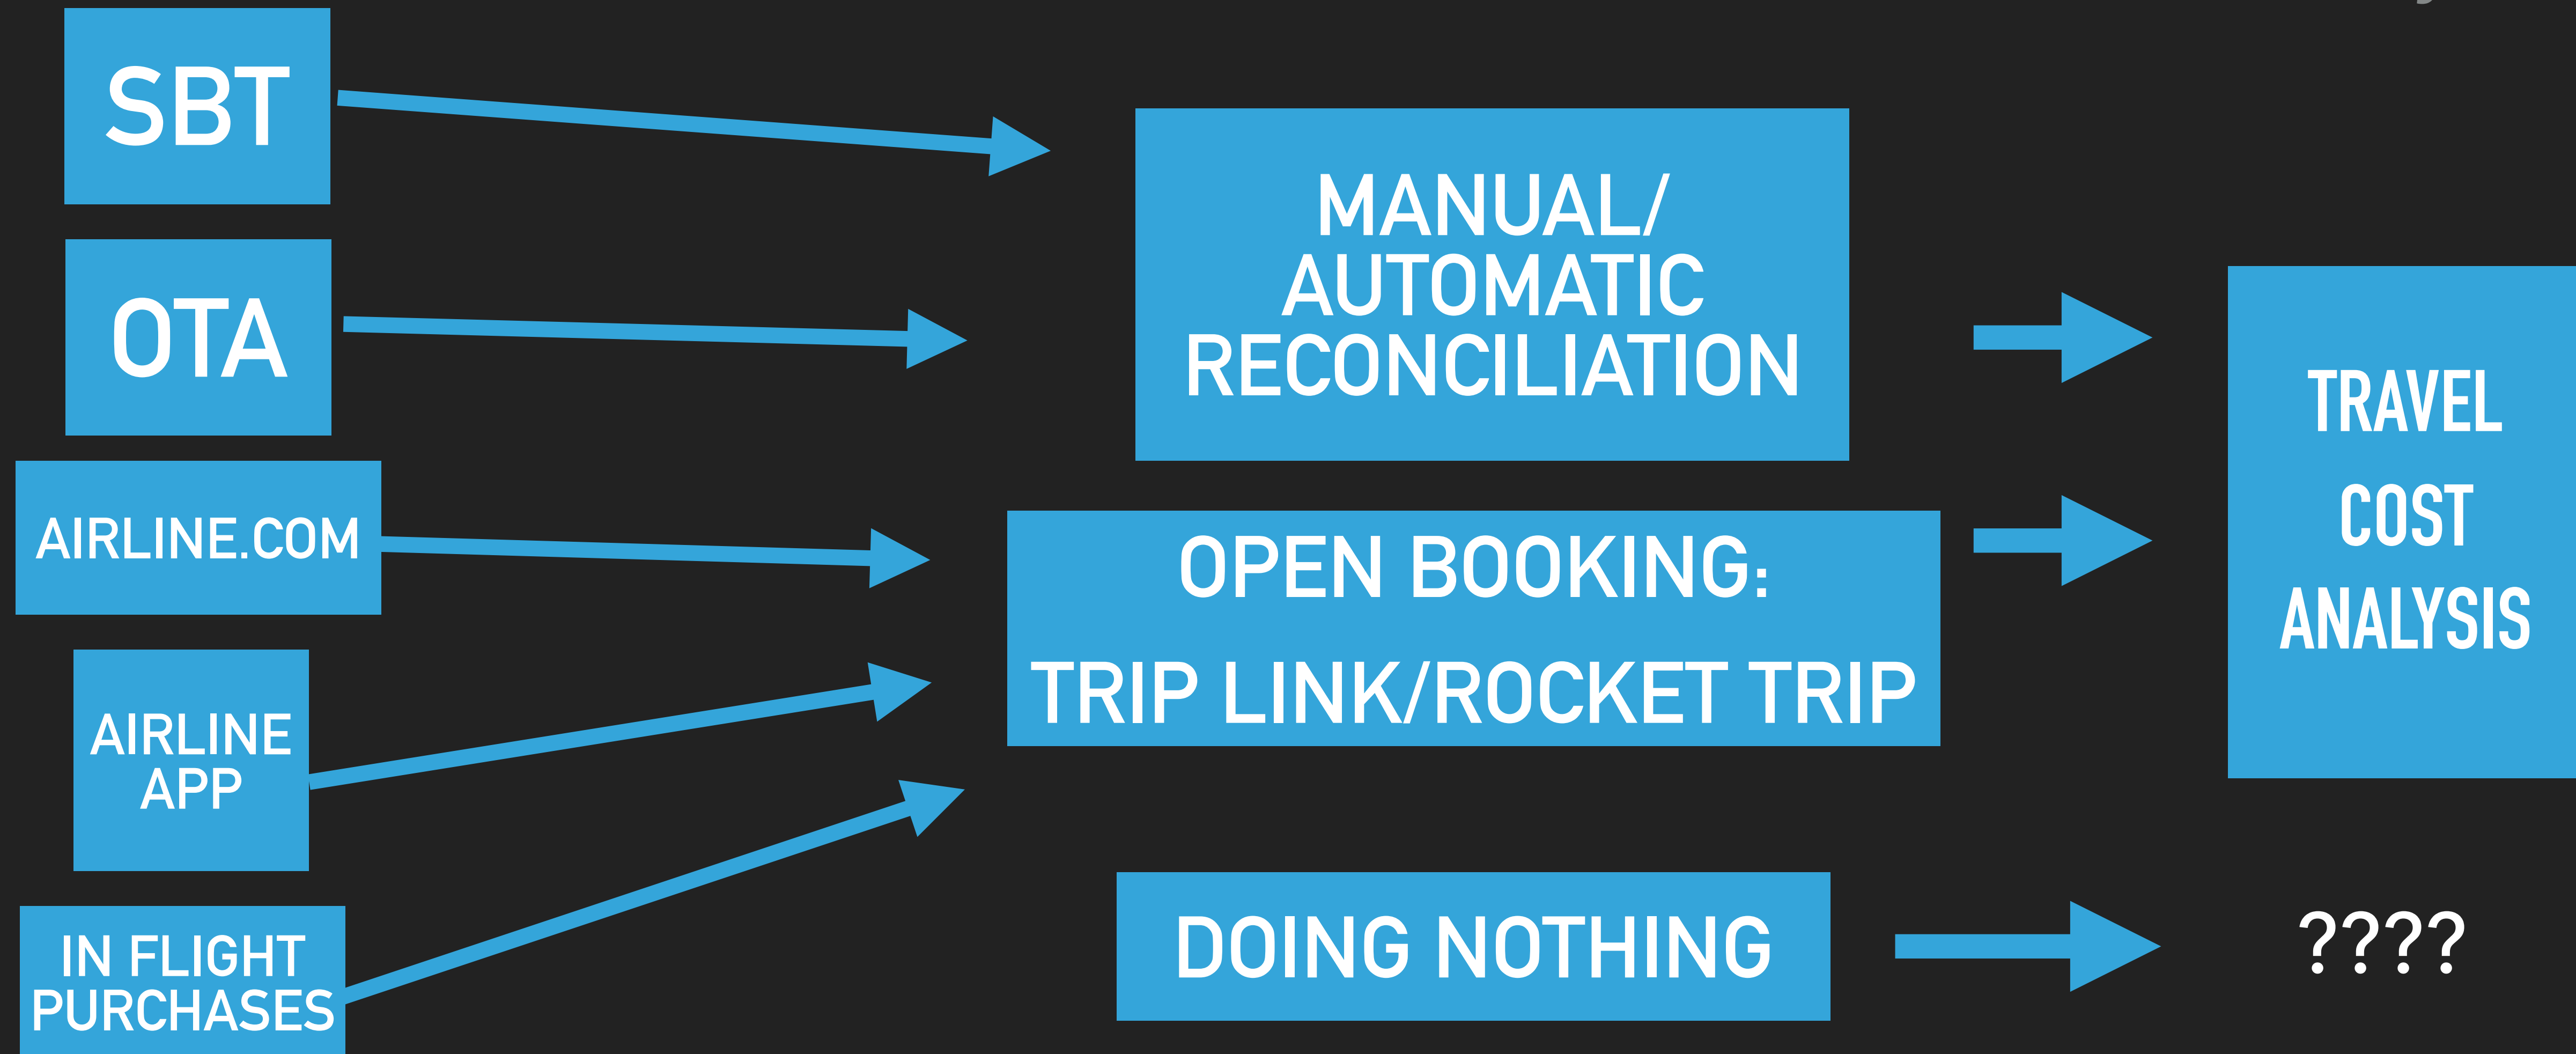 SBT
OTA
AIRLINE.COM
AIRLINE
APP
IN FLIGHT
PURCHASES
MANUAL/
AUTOMATIC
RECONCILIATION
OPEN BOOKING:
TRIP LINK/ROCKET TRIP
DOING NOTHING
TRAVEL
COST
ANALYSIS
????